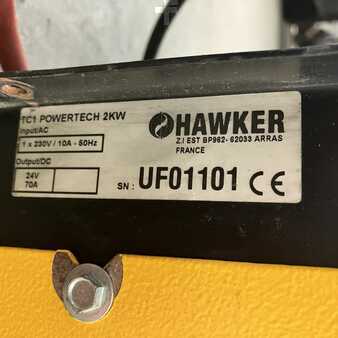 TC1 POWERTECH 2KW
Input/AC
1 x 230V / 10A - 50Hz
Output/DC
24V
70A
HAWKER
Z.I EST BP962- 62033 ARRAS
FRANCE
SN : UF01101 CE